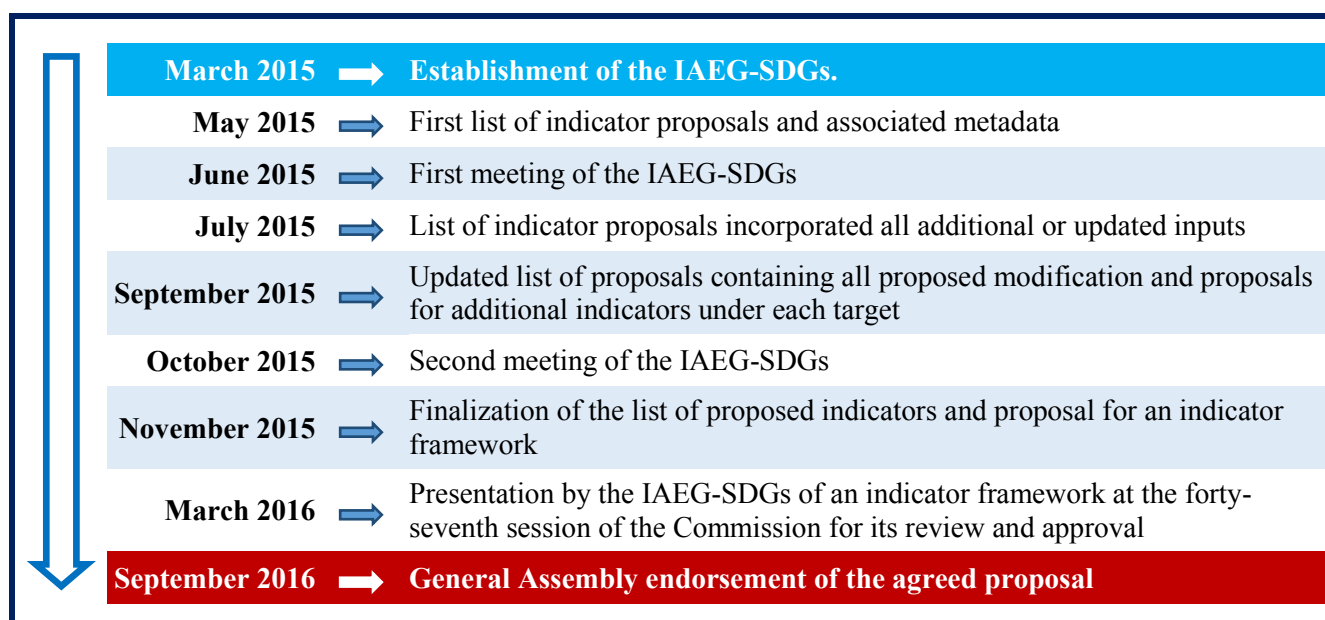 March 2015 Establishment of the IAEG-SDGs.
May 2015 First list of indicator proposals and associated metadata
June 2015 First meeting of the IAEG-SDGs
July 2015 List of indicator proposals incorporated all additional or updated inputs
September 2015 Updated list of proposals containing all proposed modification and proposals
for additional indicators under each target
October 2015 Second meeting of the IAEG-SDGs
November 2015 Finalization of the list of proposed indicators and proposal for an indicator
framework
March 2016 Presentation by the IAEG-SDGs of an indicator framework at the forty-
seventh session of the Commission for its review and approval
September 2016 General Assembly endorsement of the agreed proposal